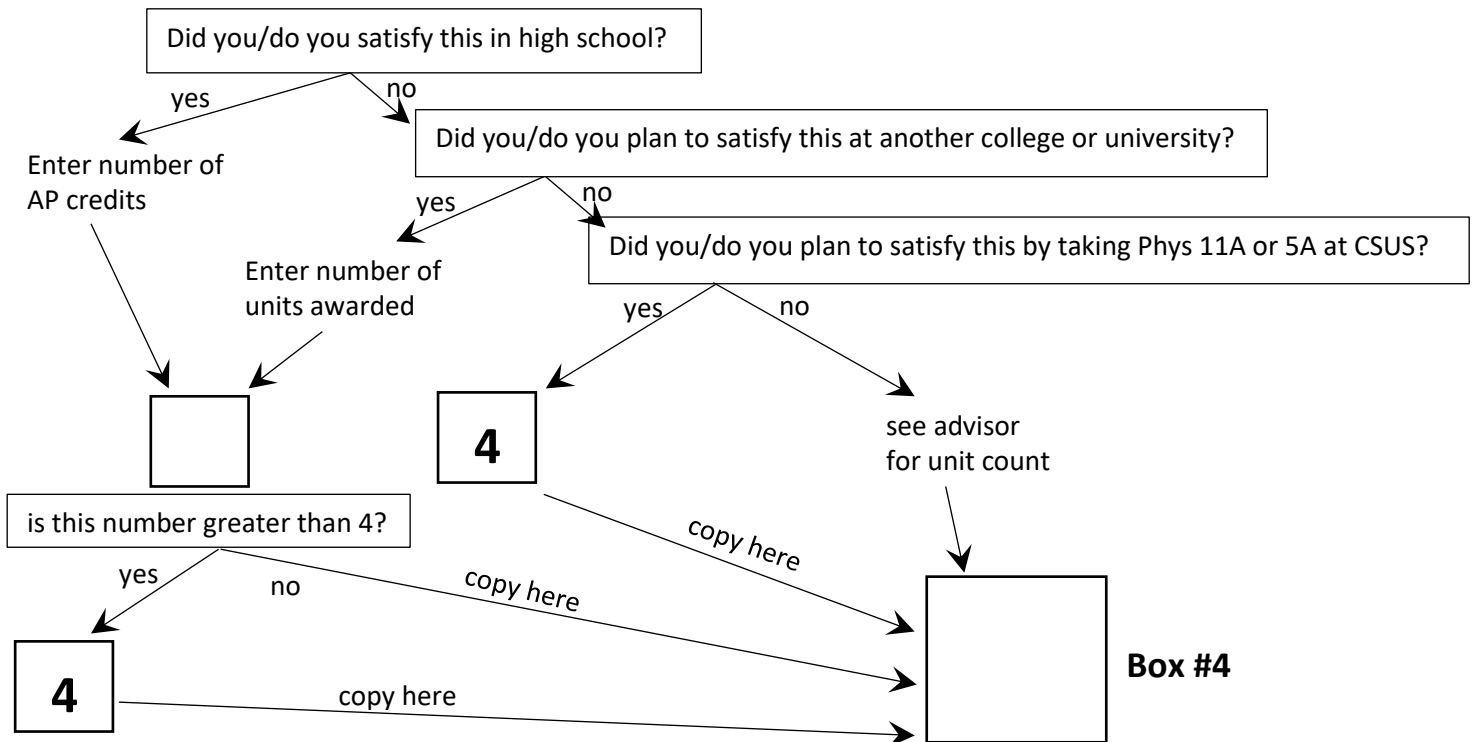 Did you/do you satisfy this in high school?
yes
no
Did you/do you plan to satisfy this at another college or university?
Enter number of
AP credits
yes
no
Did you/do you plan to satisfy this by taking Phys 11A or 5A at CSUS?
Enter number of
units awarded
yes
no
4
see advisor
for unit count
is this number greater than 4?
copy here
yes
no
copy here
4
copy here
Box #4